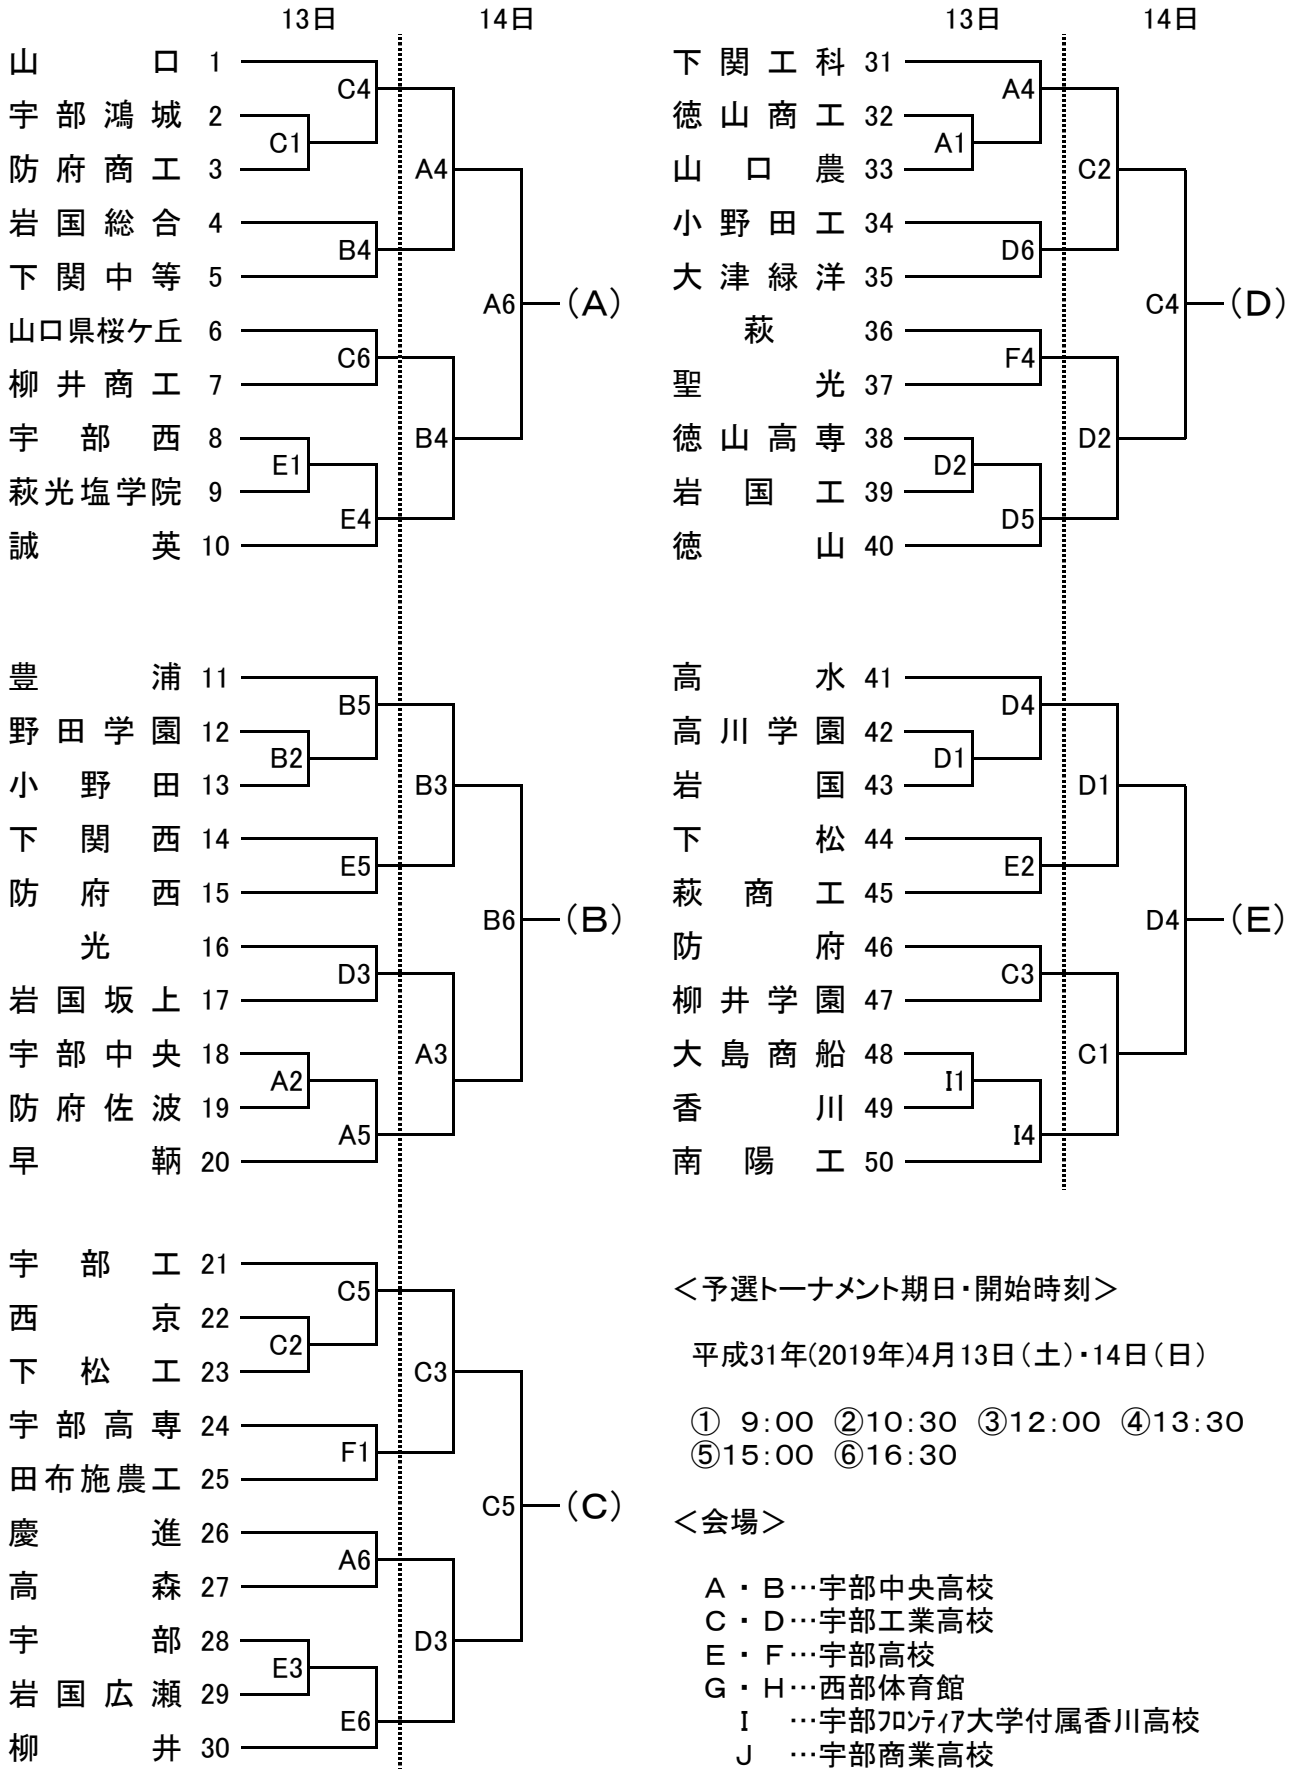 13日 14日
山口 1
C4
宇部鴻城 2
C1
防府商工 3
A4
岩国総合 4
B4
下関中等 5
A6 (A)
山口県桜ケ丘 6
C6
柳井商工 7
宇部西 8
B4
E1
萩光塩学院 9
E4
誠英 10
豊浦 11
B5
野田学園 12
B2
小野田 13
B3
下関西 14
E5
防府西 15
B6 (B)
光 16
D3
岩国坂上 17
宇部中央 18
A3
A2
防府佐波 19
A5
早鞆 20
宇部工 21
C5
西京 22
C2
下松工 23
C3
宇部高専 24
F1
田布施農工 25
C5 (C)
慶進 26
A6
高森 27
宇部 28
D3
E3
岩国広瀬 29
E6
柳井 30
13日 14日
下関工科 31
A4
徳山商工 32
A1
山口農 33
C2
小野田工 34
D6
大津緑洋 35
C4 (D)
萩 36
F4
聖光 37
徳山高専 38
D2
D2
岩国工 39
D5
徳山 40
高水 41
D4
高川学園 42
D1
岩国 43
D1
下松 44
E2
萩商工 45
D4 (E)
防府 46
C3
柳井学園 47
大島商船 48
C1
I1
香川 49
I4
南陽工 50
＜予選トーナメント期日・開始時刻＞
平成31年(2019年)4月13日(土)・14日(日)
① 9:00 ②10:30 ③12:00 ④13:30
⑤15:00 ⑥16:30
＜会場＞
A・B…宇部中央高校
C・D…宇部工業高校
E・F…宇部高校
G・H…西部体育館
I …宇部フロンティア大学付属香川高校
J …宇部商業高校